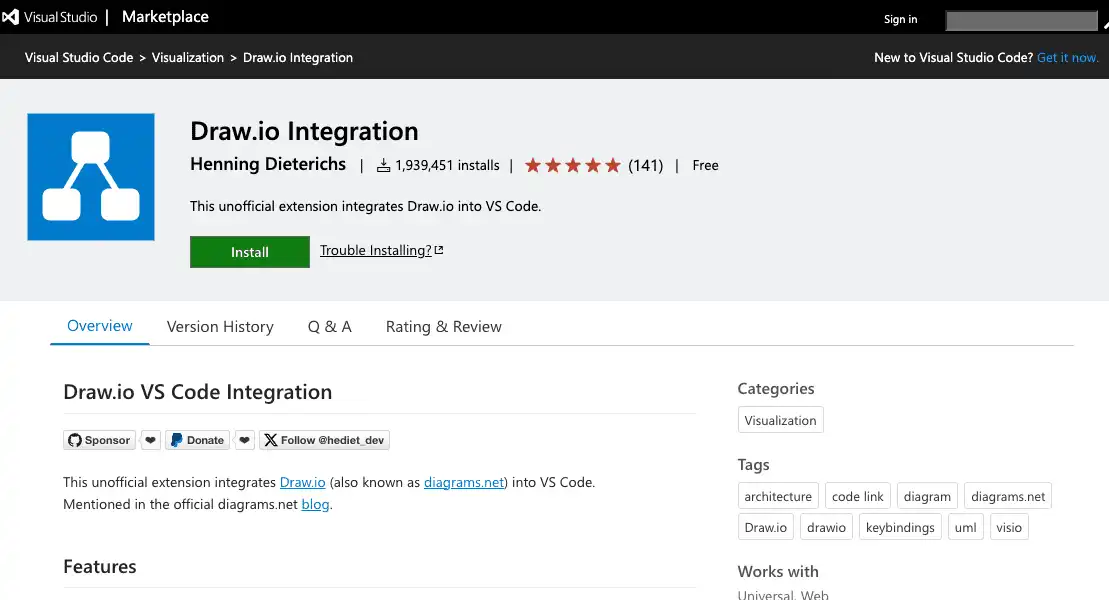 Visual Studio | Marketplace
Sign in
Visual Studio Code > Visualization > Draw.io Integration
New to Visual Studio Code? Get it now.
Draw.io Integration
Henning Dieterichs | 1,939,451 installs | (141) | Free
This unofficial extension integrates Draw.io into VS Code.
Install
Trouble Installing?
Overview
Version History
Q & A
Rating & Review
Draw.io VS Code Integration
Sponsor
Donate
Follow @hediet_dev
This unofficial extension integrates Draw.io (also known as diagrams.net) into VS Code.
Mentioned in the official diagrams.net blog.
Features
Categories
Visualization
Tags
architecture
code link
diagram
diagrams.net
Draw.io
drawio
keybindings
uml
visio
Works with
Universal, Web